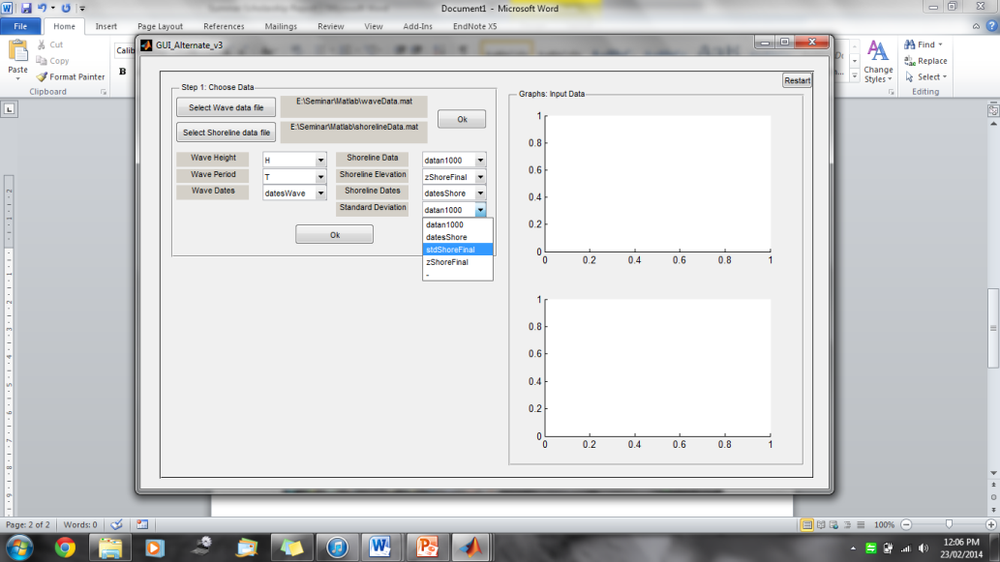 Document1 - Microsoft Word
File Home Insert Page Layout References Mailings Review View Add-Ins EndNote X5
Paste
Cut
Copy
Format Painter
Clipboard
Calib
B
Change
Styles
Find
Replace
Select
Editing
GUI_Alternate_v3
Restart
Step 1: Choose Data
Select Wave data file E:\Seminar\Matlab\waveData.mat
Ok
Select Shoreline data file E:\Seminar\Matlab\shorelineData.mat
Wave Height H Shoreline Data datan1000
Wave Period T Shoreline Elevation zShoreFinal
Wave Dates datesWave Shoreline Dates datesShore
Standard Deviation datan1000
Ok
datan1000
datesShore
stdShoreFinal
zShoreFinal
-
Graphs: Input Data
1
0.8
0.6
0.4
0.2
0
0 0.2 0.4 0.6 0.8 1
1
0.8
0.6
0.4
0.2
0
0 0.2 0.4 0.6 0.8 1
Page: 2 of 2 Words: 0 100%
12:06 PM
23/02/2014